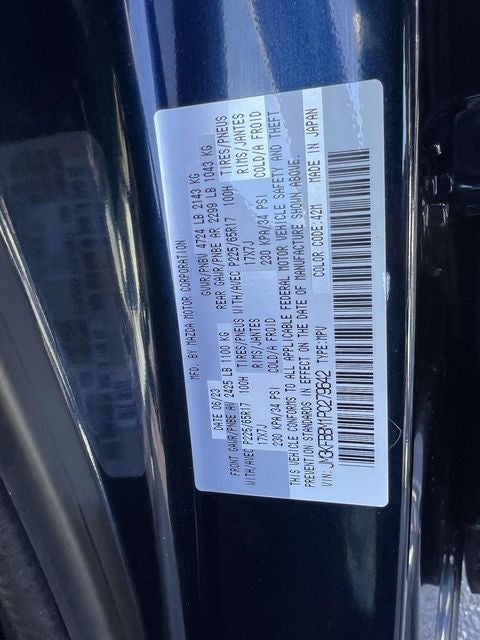 MFD. BY MAZDA MOTOR CORPORATION
DATE 06/23 GVWR/PNBU 4724 LB 2143 KG
FRONT GAWR/PNBE AV 2425 LB 1100 KG REAR GAWR/PNBE AR 2299 LB 1043 KG
WITH/AVEC P225/65R17 100H TIRES/PNEUS WITH/AVEC P225/65R17 100H TIRES/PNEUS
17X7J RIMS/JANTES 17X7J RIMS/JANTES
230 KPA/34 PSI COLD/A FROID 230 KPA/34 PSI COLD/A FROID
THIS VEHICLE CONFORMS TO ALL APPLICABLE FEDERAL MOTOR VEHICLE SAFETY AND THEFT
PREVENTION STANDARDS IN EFFECT ON THE DATE OF MANUFACTURE SHOWN ABOVE.
VIN: JM3KFBBM1P0279642 TYPE:MPV COLOR CODE: 42M MADE IN JAPAN